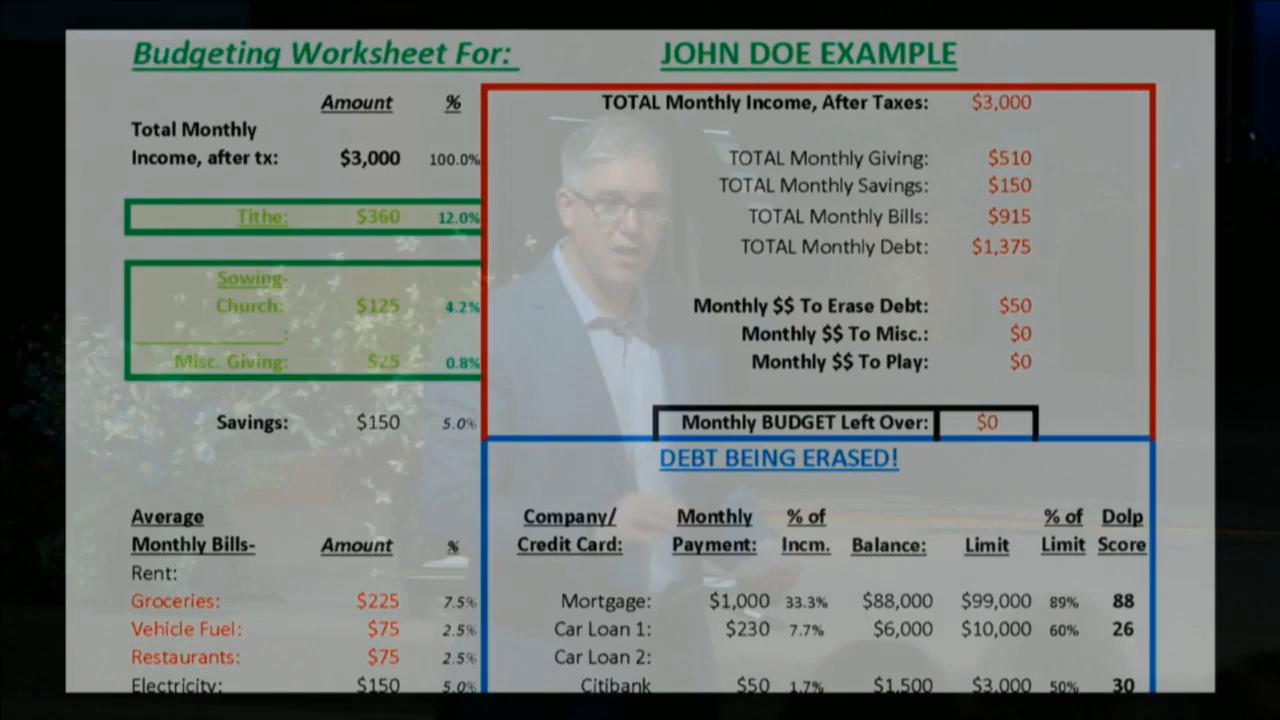 Budgeting Worksheet For:
JOHN DOE EXAMPLE
Amount %
Total Monthly
Income, after tx: $3,000 100.0%
Tithe: $360 12.0%
Sowing-
Church: $125 4.2%
:
Misc. Giving: $25 0.8%
Savings: $150 5.0%
Average
Monthly Bills- Amount %
Rent:
Groceries: $225 7.5%
Vehicle Fuel: $75 2.5%
Restaurants: $75 2.5%
Electricity: $150 5.0%
TOTAL Monthly Income, After Taxes: $3,000
TOTAL Monthly Giving: $510
TOTAL Monthly Savings: $150
TOTAL Monthly Bills: $915
TOTAL Monthly Debt: $1,375
Monthly $$ To Erase Debt: $50
Monthly $$ To Misc.: $0
Monthly $$ To Play: $0
Monthly BUDGET Left Over: $0
DEBT BEING ERASED!
Company/ Monthly % of % of Dolp
Credit Card: Payment: Incm. Balance: Limit Limit Score
Mortgage: $1,000 33.3% $88,000 $99,000 89% 88
Car Loan 1: $230 7.7% $6,000 $10,000 60% 26
Car Loan 2:
Citibank $50 1.7% $1,500 $3,000 50% 30